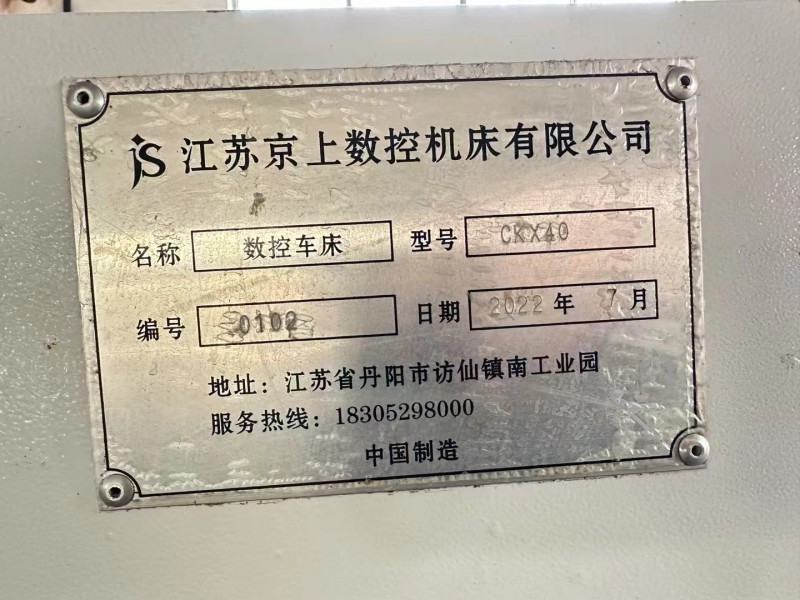 JS 江苏京上数控机床有限公司
名称 数控车床 型号 CKX40
编号 0102 日期 2022 年 7 月
地址：江苏省丹阳市访仙镇南工业园
服务热线：18305298000
中国制造